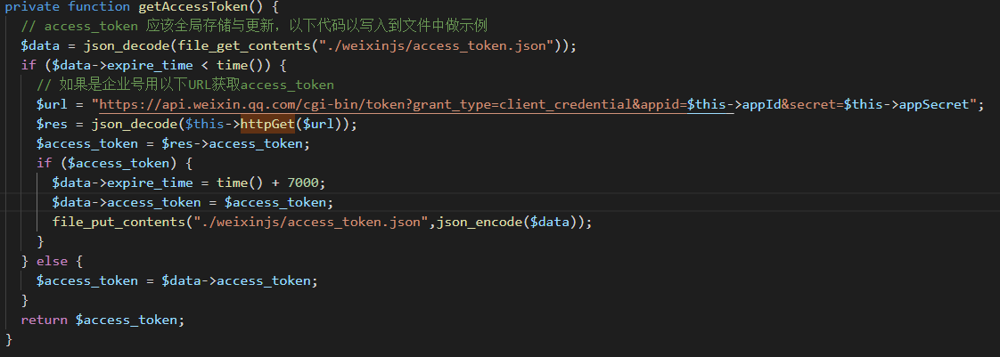 private function getAccessToken() {
// access_token 应该全局存储与更新，以下代码以写入到文件中做示例
$data = json_decode(file_get_contents("./weixinjs/access_token.json"));
if ($data->expire_time < time()) {
// 如果是企业号用以下URL获取access_token
$url = "https://api.weixin.qq.com/cgi-bin/token?grant_type=client_credential&appid=$this->appId&secret=$this->appSecret";
$res = json_decode($this->httpGet($url));
$access_token = $res->access_token;
if ($access_token) {
$data->expire_time = time() + 7000;
$data->access_token = $access_token;
file_put_contents("./weixinjs/access_token.json",json_encode($data));
}
} else {
$access_token = $data->access_token;
}
return $access_token;
}